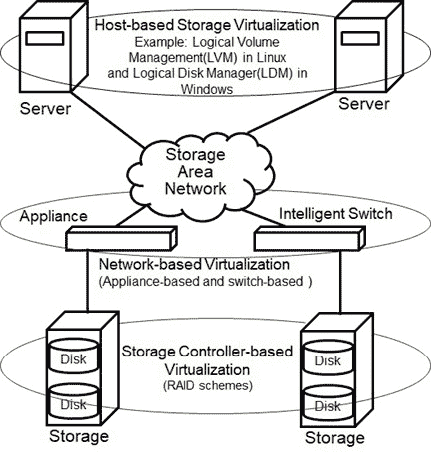 Host-based Storage Virtualization
Example: Logical Volume
Management(LVM) in Linux
and Logical Disk Manager(LDM) in
Windows
Server
Server
Storage
Area
Network
Appliance
Intelligent Switch
Network-based Virtualization
(Appliance-based and switch-based )
Disk
Disk
Storage Controller-based
Virtualization
(RAID schemes)
Disk
Disk
Storage
Storage